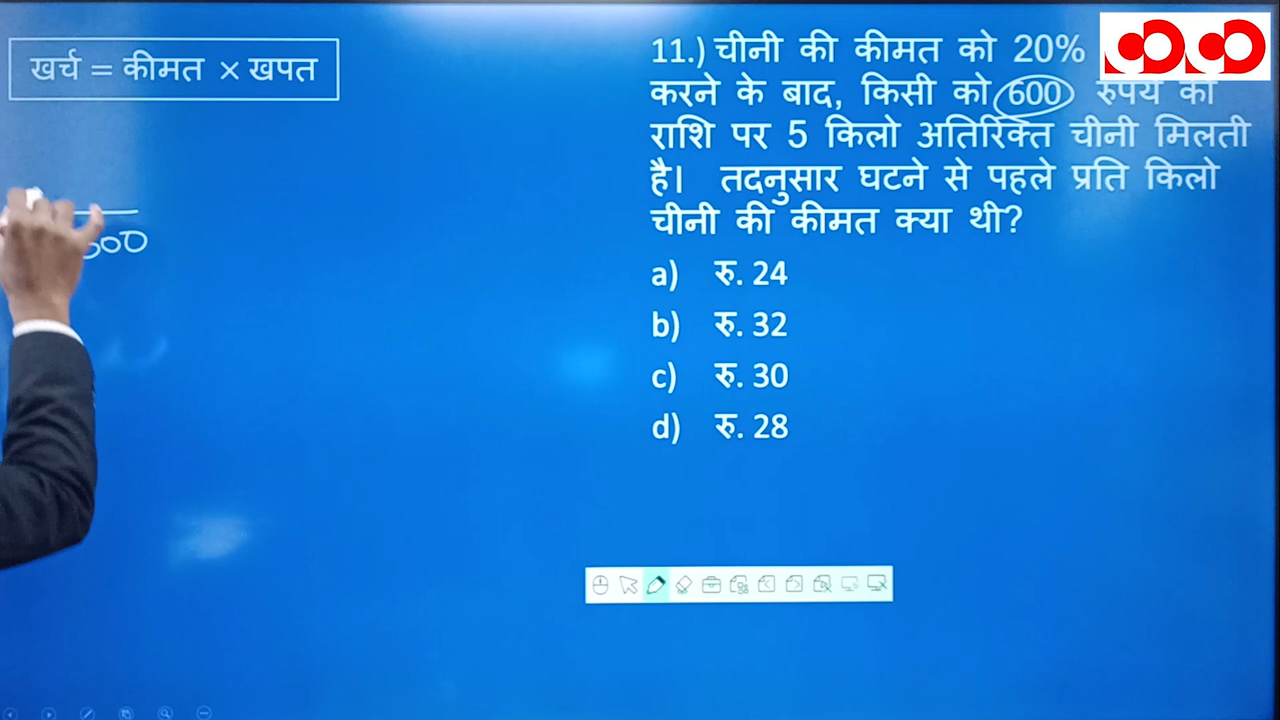 खर्च = कीमत × खपत
11.) चीनी की कीमत को 20%
करने के बाद, किसी को 600 रुपये की
राशि पर 5 किलो अतिरिक्त चीनी मिलती
है। तदनुसार घटने से पहले प्रति किलो
चीनी की कीमत क्या थी?
a) रु. 24
b) रु. 32
c) रु. 30
d) रु. 28